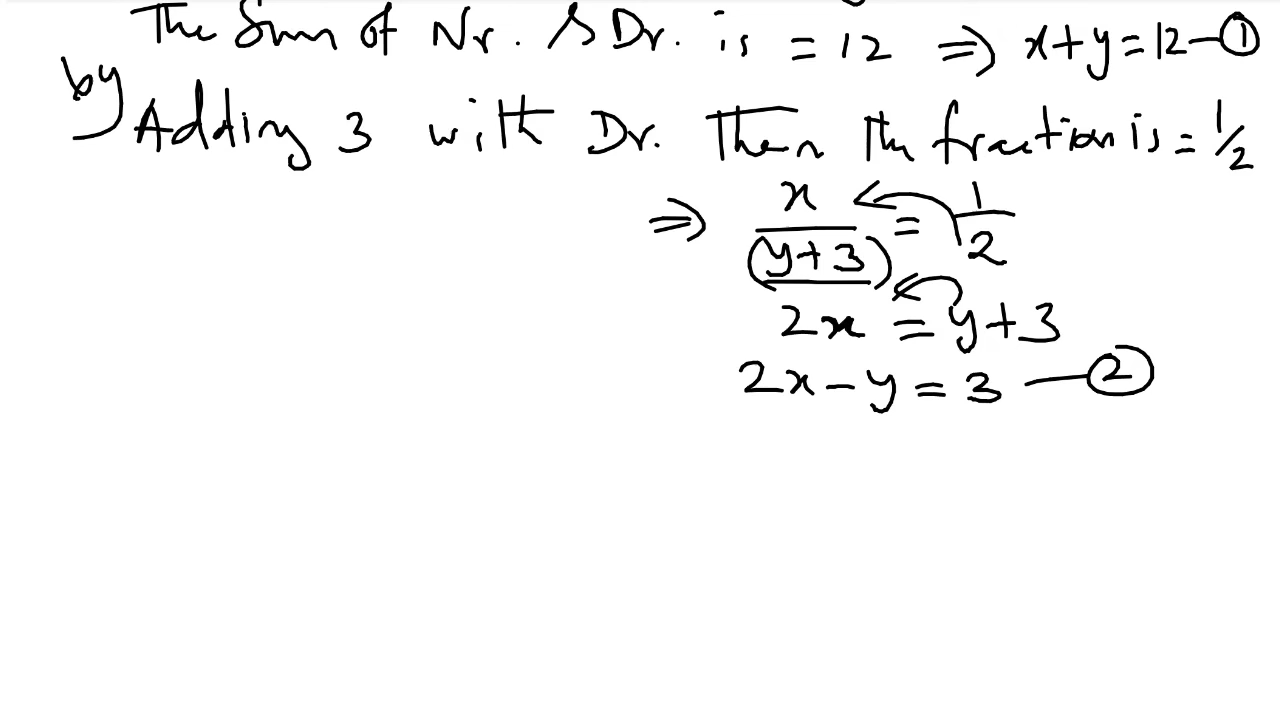 The Sum of Nr. & Dr. is = 12 ⇒ x+y=12 — ①
by Adding 3 with Dr. Then the fraction is = 1/2
⇒ x/(y+3) = 1/2
2x = y+3
2x - y = 3 — ②